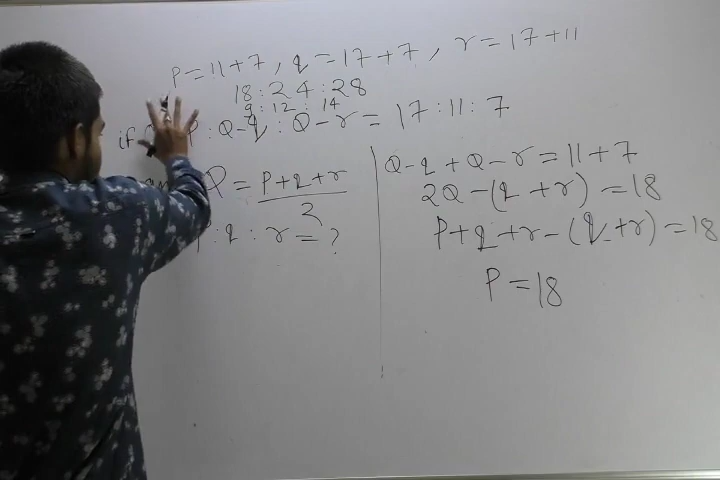 P = 11 + 7 , q = 17 + 7 , r = 17 + 11
18 : 24 : 28
9 : 12 : 14
if P : Q - q : Q - r = 17 : 11 : 7
Q = P + q + r
2
: q : r = ?
Q - q + Q - r = 11 + 7
2Q - (q + r) = 18
P + q + r - (q + r) = 18
P = 18